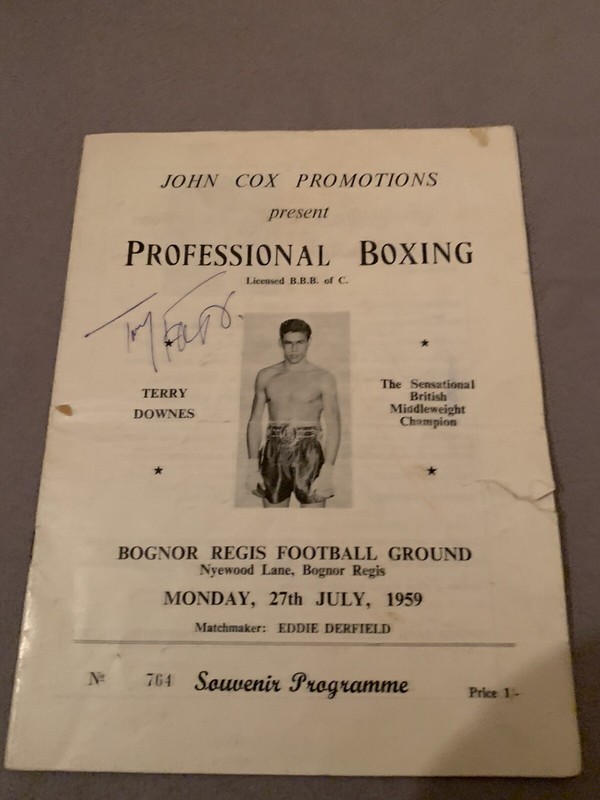 JOHN COX PROMOTIONS
present
PROFESSIONAL BOXING
Licensed B.B.B. of C.
Tony
TERRY
DOWNES
The Sensational
British
Middleweight
Champion
BOGNOR REGIS FOOTBALL GROUND
Nyewood Lane, Bognor Regis
MONDAY, 27th JULY, 1959
Matchmaker: EDDIE DERFIELD
Nº 764 Souvenir Programme Price 1/-